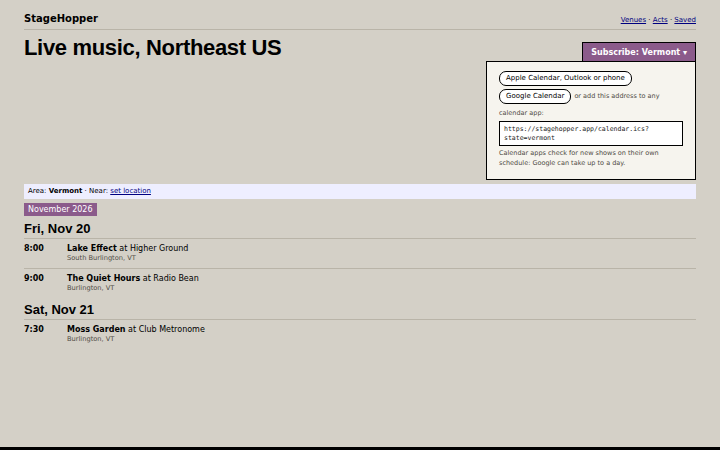 StageHopper
Venues · Acts · Saved
Live music, Northeast US
Subscribe: Vermont ▾
Apple Calendar, Outlook or phone
Google Calendar or add this address to any
calendar app:
https://stagehopper.app/calendar.ics?
state=vermont
Calendar apps check for new shows on their own
schedule: Google can take up to a day.
Area: Vermont · Near: set location
November 2026
Fri, Nov 20
8:00 Lake Effect at Higher Ground
South Burlington, VT
9:00 The Quiet Hours at Radio Bean
Burlington, VT
Sat, Nov 21
7:30 Moss Garden at Club Metronome
Burlington, VT